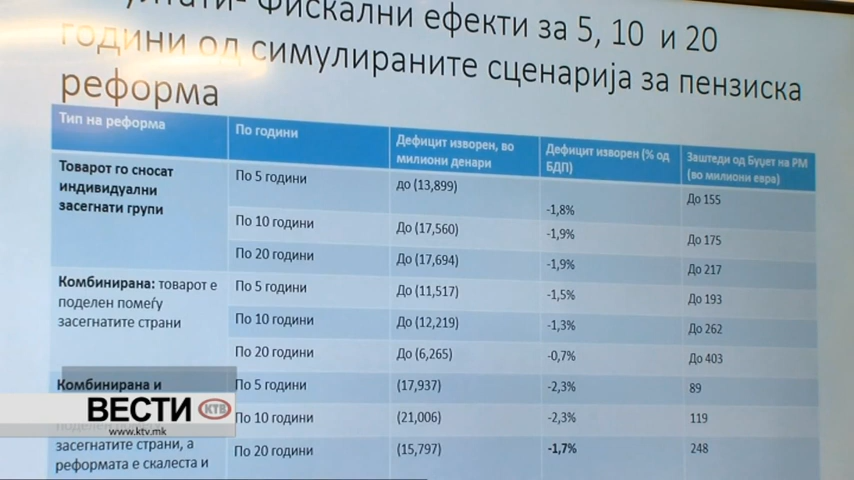 Фискални ефекти за 5, 10 и 20
години од симулираните сценарија за пензиска
реформа
Тип на реформа
По години
Дефицит изворен, во
милиони денари
Дефицит изворен (% од
БДП)
Заштеди од Буџет на РМ
(во милиони евра)
Товарот го сносат
индивидуални
засегнати групи
По 5 години
до (13,899)
-1,8%
До 155
По 10 години
До (17,560)
-1,9%
До 175
По 20 години
До (17,694)
-1,9%
До 217
Комбинирана: товарот е
поделен помеѓу
засегнатите страни
По 5 години
До (11,517)
-1,5%
До 193
По 10 години
До (12,219)
-1,3%
До 262
По 20 години
До (6,265)
-0,7%
До 403
Комбинирана и
засегнатите страни, а
реформата е скалеста и
По 5 години
(17,937)
-2,3%
89
По 10 години
(21,006)
-2,3%
119
По 20 години
(15,797)
-1,7%
248
ВЕСТИ КТВ
www.ktv.mk